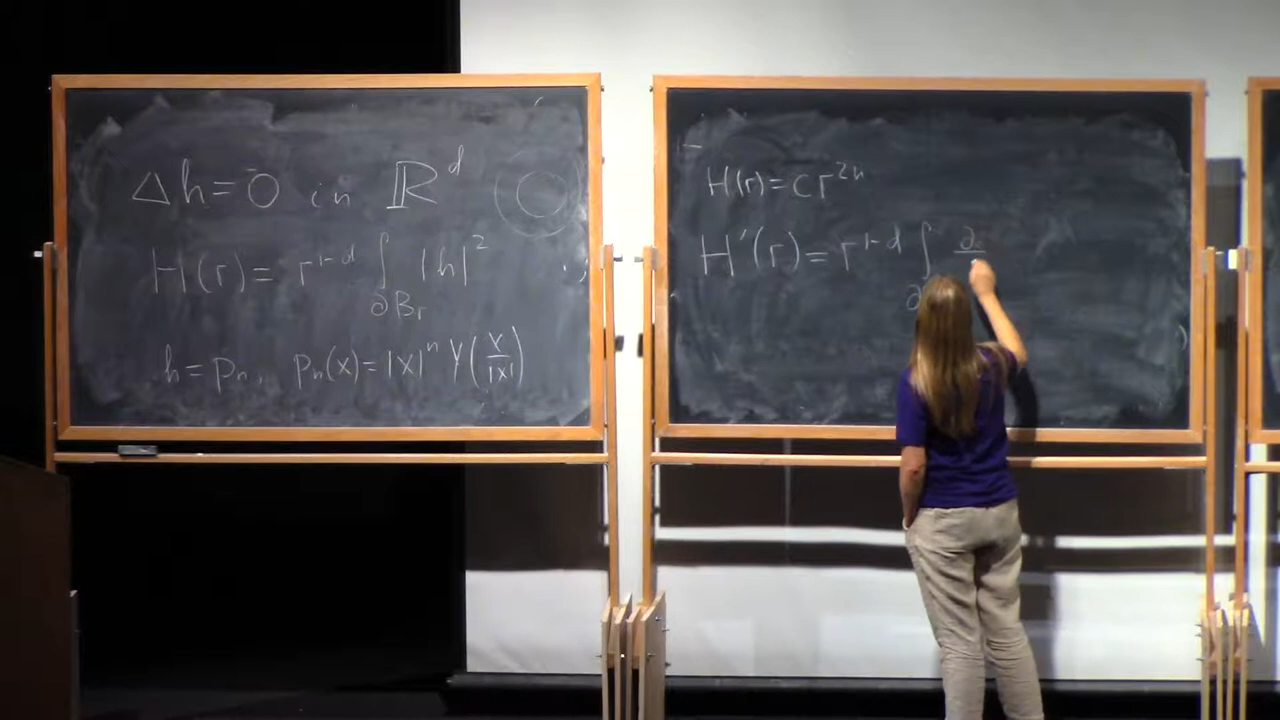 Δh=0 in ℝ^d
H(r)= r^{1-d} ∫_{∂B_r} |h|^2
h=p_n, p_n(x)=|x|^n Y(x/|x|)
H(r)=cr^{2n}
H'(r)=r^{1-d} ∫_∂ ∂